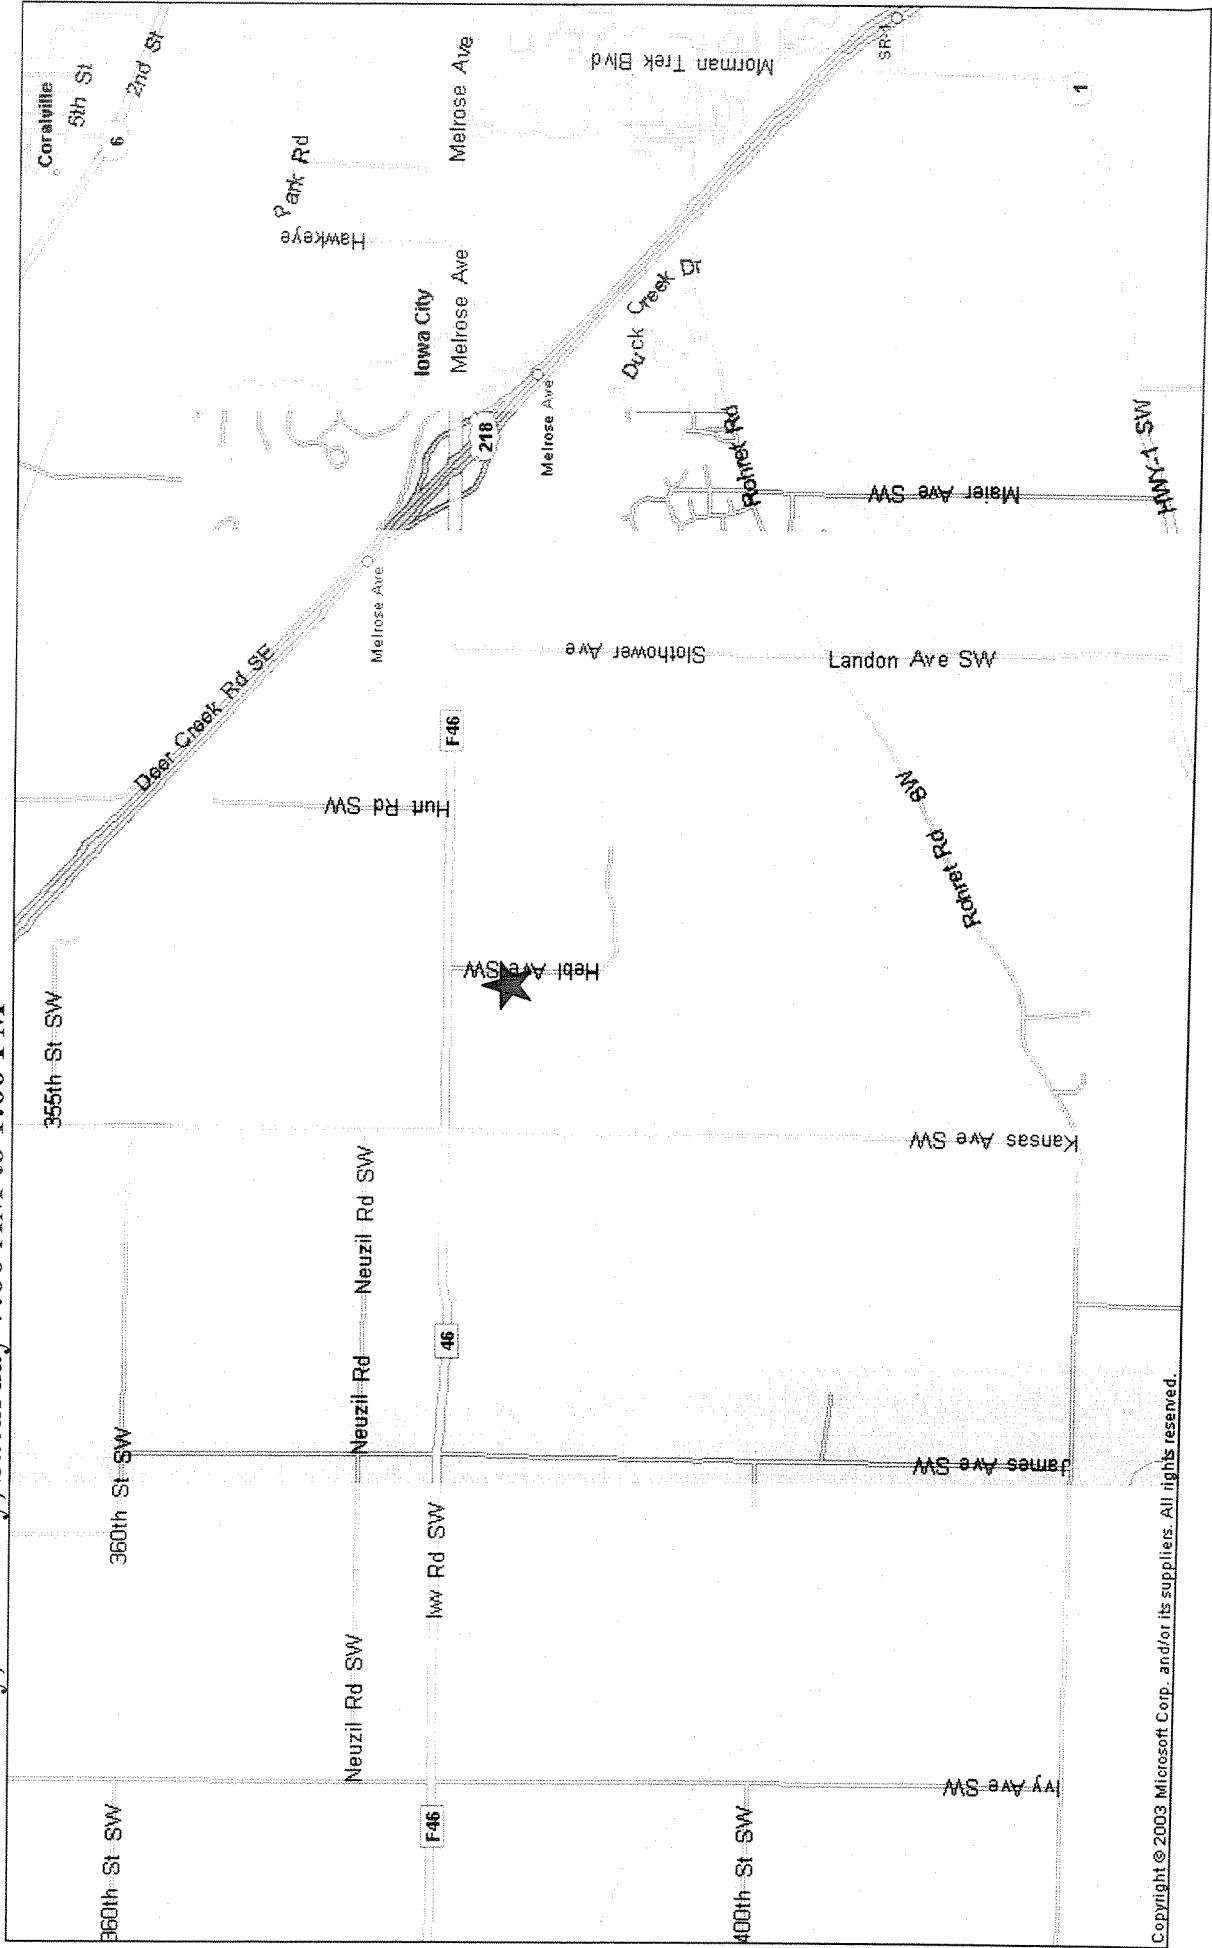 Coralville
5th St
2nd St
6
Park Rd
Hawkeye
Iowa City
Melrose Ave
Melrose Ave
Morman Trek Blvd
SR-1
1
218
Melrose Ave
Melrose Ave
Duck Creek Dr
Rohret Rd
Maier Ave SW
HWY-1 SW
Deer Creek Rd SE
Slothower Ave
Landon Ave SW
F46
Hurt Rd SW
Rohret Rd SW
355th St SW
Hebl Ave SW
Kansas Ave SW
Neuzil Rd SW
Neuzil Rd
46
360th St SW
James Ave SW
Iwv Rd SW
Neuzil Rd SW
Ivy Ave SW
360th St SW
F46
400th St SW
Copyright © 2003 Microsoft Corp. and/or its suppliers. All rights reserved.